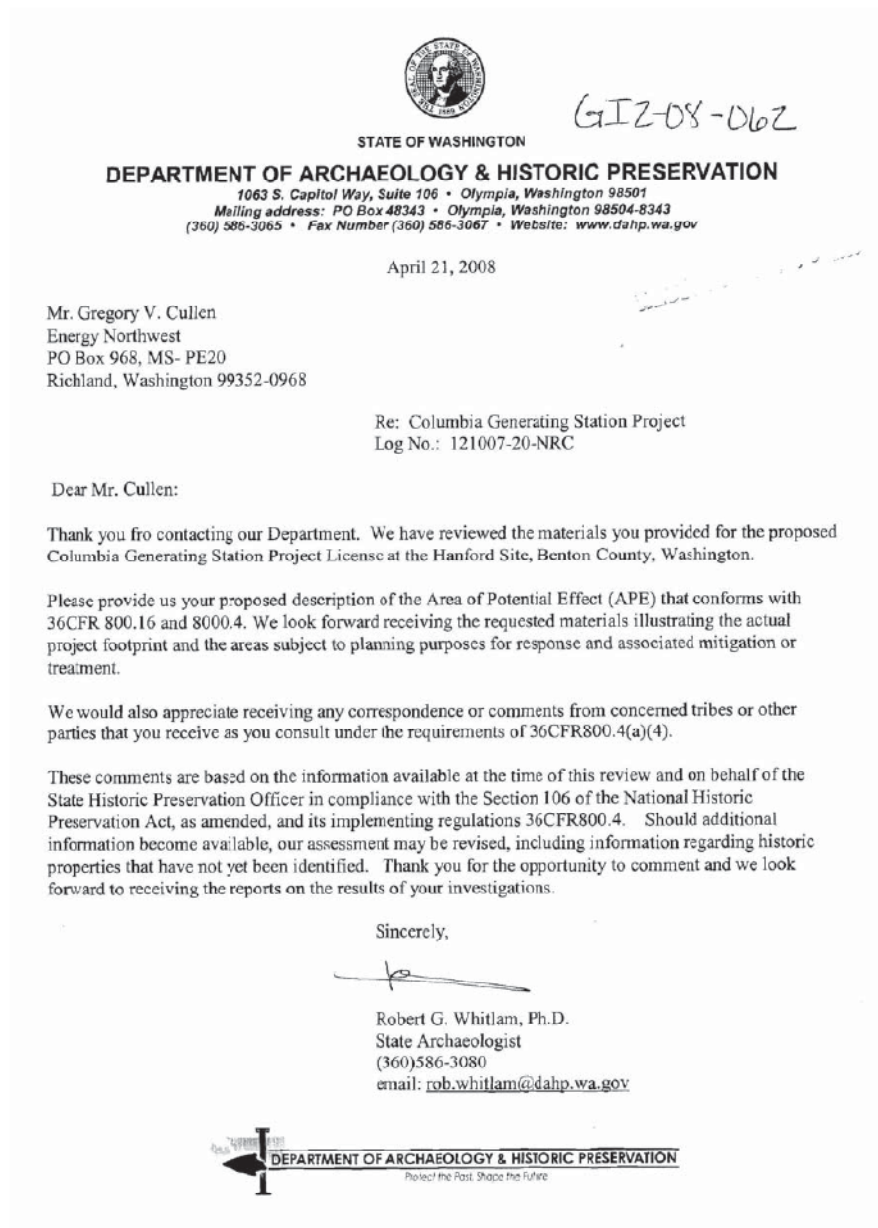 THE SEAL OF THE STATE OF WASHINGTON
1889
GI2-08-062
STATE OF WASHINGTON
DEPARTMENT OF ARCHAEOLOGY & HISTORIC PRESERVATION
1063 S. Capitol Way, Suite 106 • Olympia, Washington 98501
Mailing address: PO Box 48343 • Olympia, Washington 98504-8343
(360) 586-3065 • Fax Number (360) 586-3067 • Website: www.dahp.wa.gov
April 21, 2008
Mr. Gregory V. Cullen
Energy Northwest
PO Box 968, MS- PE20
Richland, Washington 99352-0968
Re: Columbia Generating Station Project
Log No.: 121007-20-NRC
Dear Mr. Cullen:
Thank you fro contacting our Department. We have reviewed the materials you provided for the proposed
Columbia Generating Station Project License at the Hanford Site, Benton County, Washington.
Please provide us your proposed description of the Area of Potential Effect (APE) that conforms with
36CFR 800.16 and 8000.4. We look forward receiving the requested materials illustrating the actual
project footprint and the areas subject to planning purposes for response and associated mitigation or
treatment.
We would also appreciate receiving any correspondence or comments from concerned tribes or other
parties that you receive as you consult under the requirements of 36CFR800.4(a)(4).
These comments are based on the information available at the time of this review and on behalf of the
State Historic Preservation Officer in compliance with the Section 106 of the National Historic
Preservation Act, as amended, and its implementing regulations 36CFR800.4. Should additional
information become available, our assessment may be revised, including information regarding historic
properties that have not yet been identified. Thank you for the opportunity to comment and we look
forward to receiving the reports on the results of your investigations.
Sincerely,
Robert G. Whitlam, Ph.D.
State Archaeologist
(360)586-3080
email: rob.whitlam@dahp.wa.gov
DEPARTMENT OF ARCHAEOLOGY & HISTORIC PRESERVATION
Protect the Past, Shape the Future